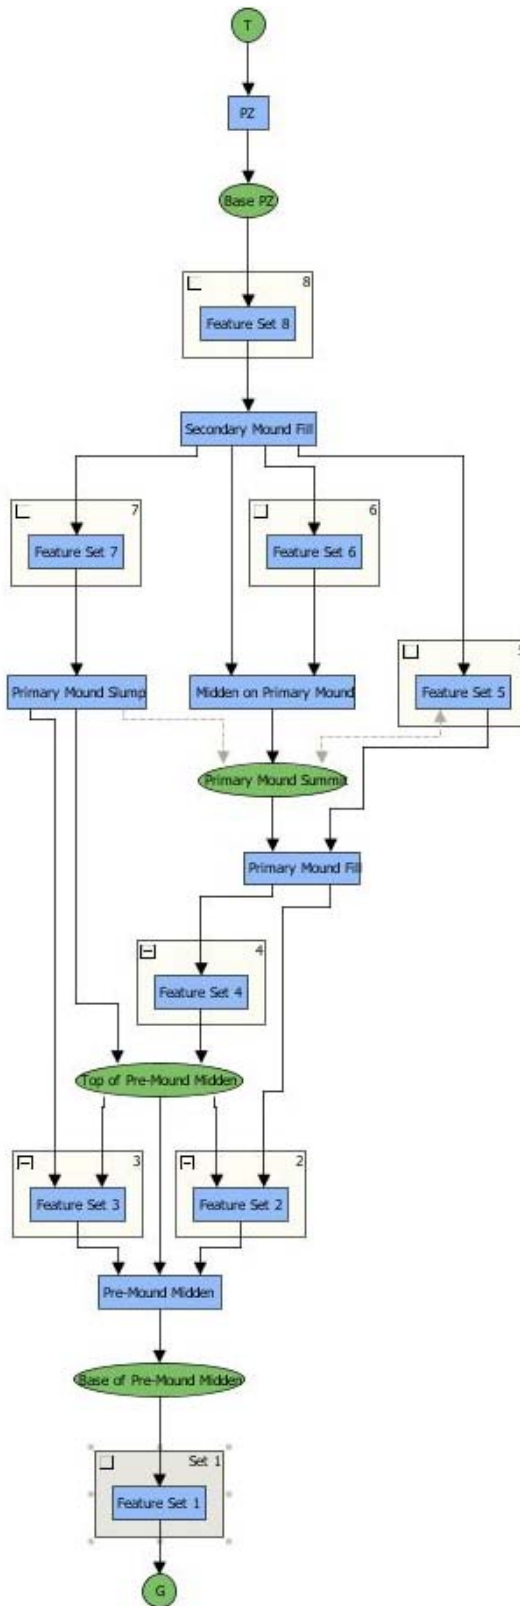 T
PZ
Base PZ
8
Feature Set 8
Secondary Mound Fill
7
6
Feature Set 7
Feature Set 6
5
Primary Mound Slump
Midden on Primary Mound
Feature Set 5
Primary Mound Summit
Primary Mound Fill
4
Feature Set 4
Top of Pre-Mound Midden
3
2
Feature Set 3
Feature Set 2
Pre-Mound Midden
Base of Pre-Mound Midden
Set 1
Feature Set 1
G